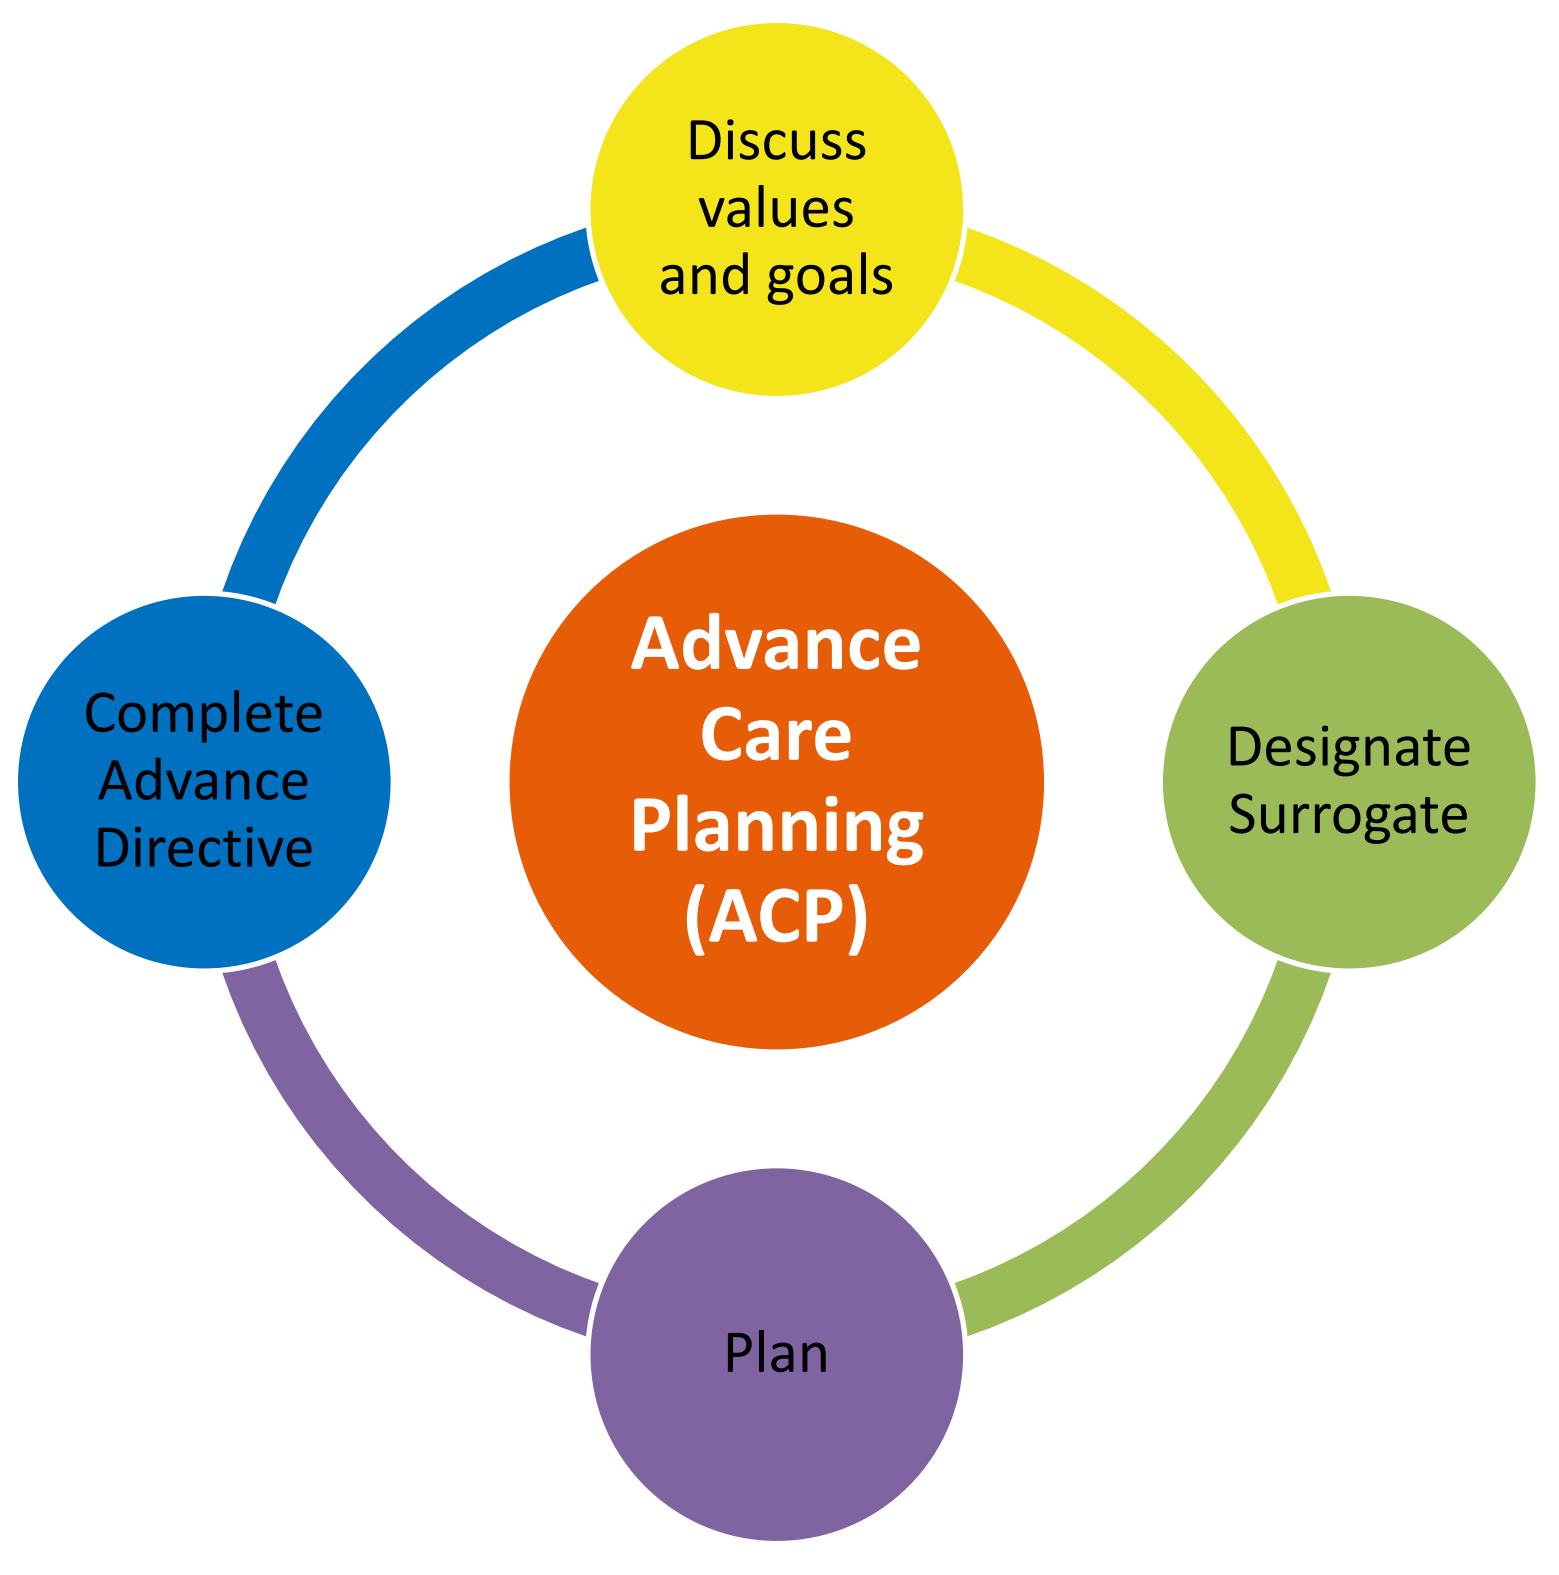 Discuss
values
and goals
Designate
Surrogate
Plan
Complete
Advance
Directive
Advance
Care
Planning
(ACP)